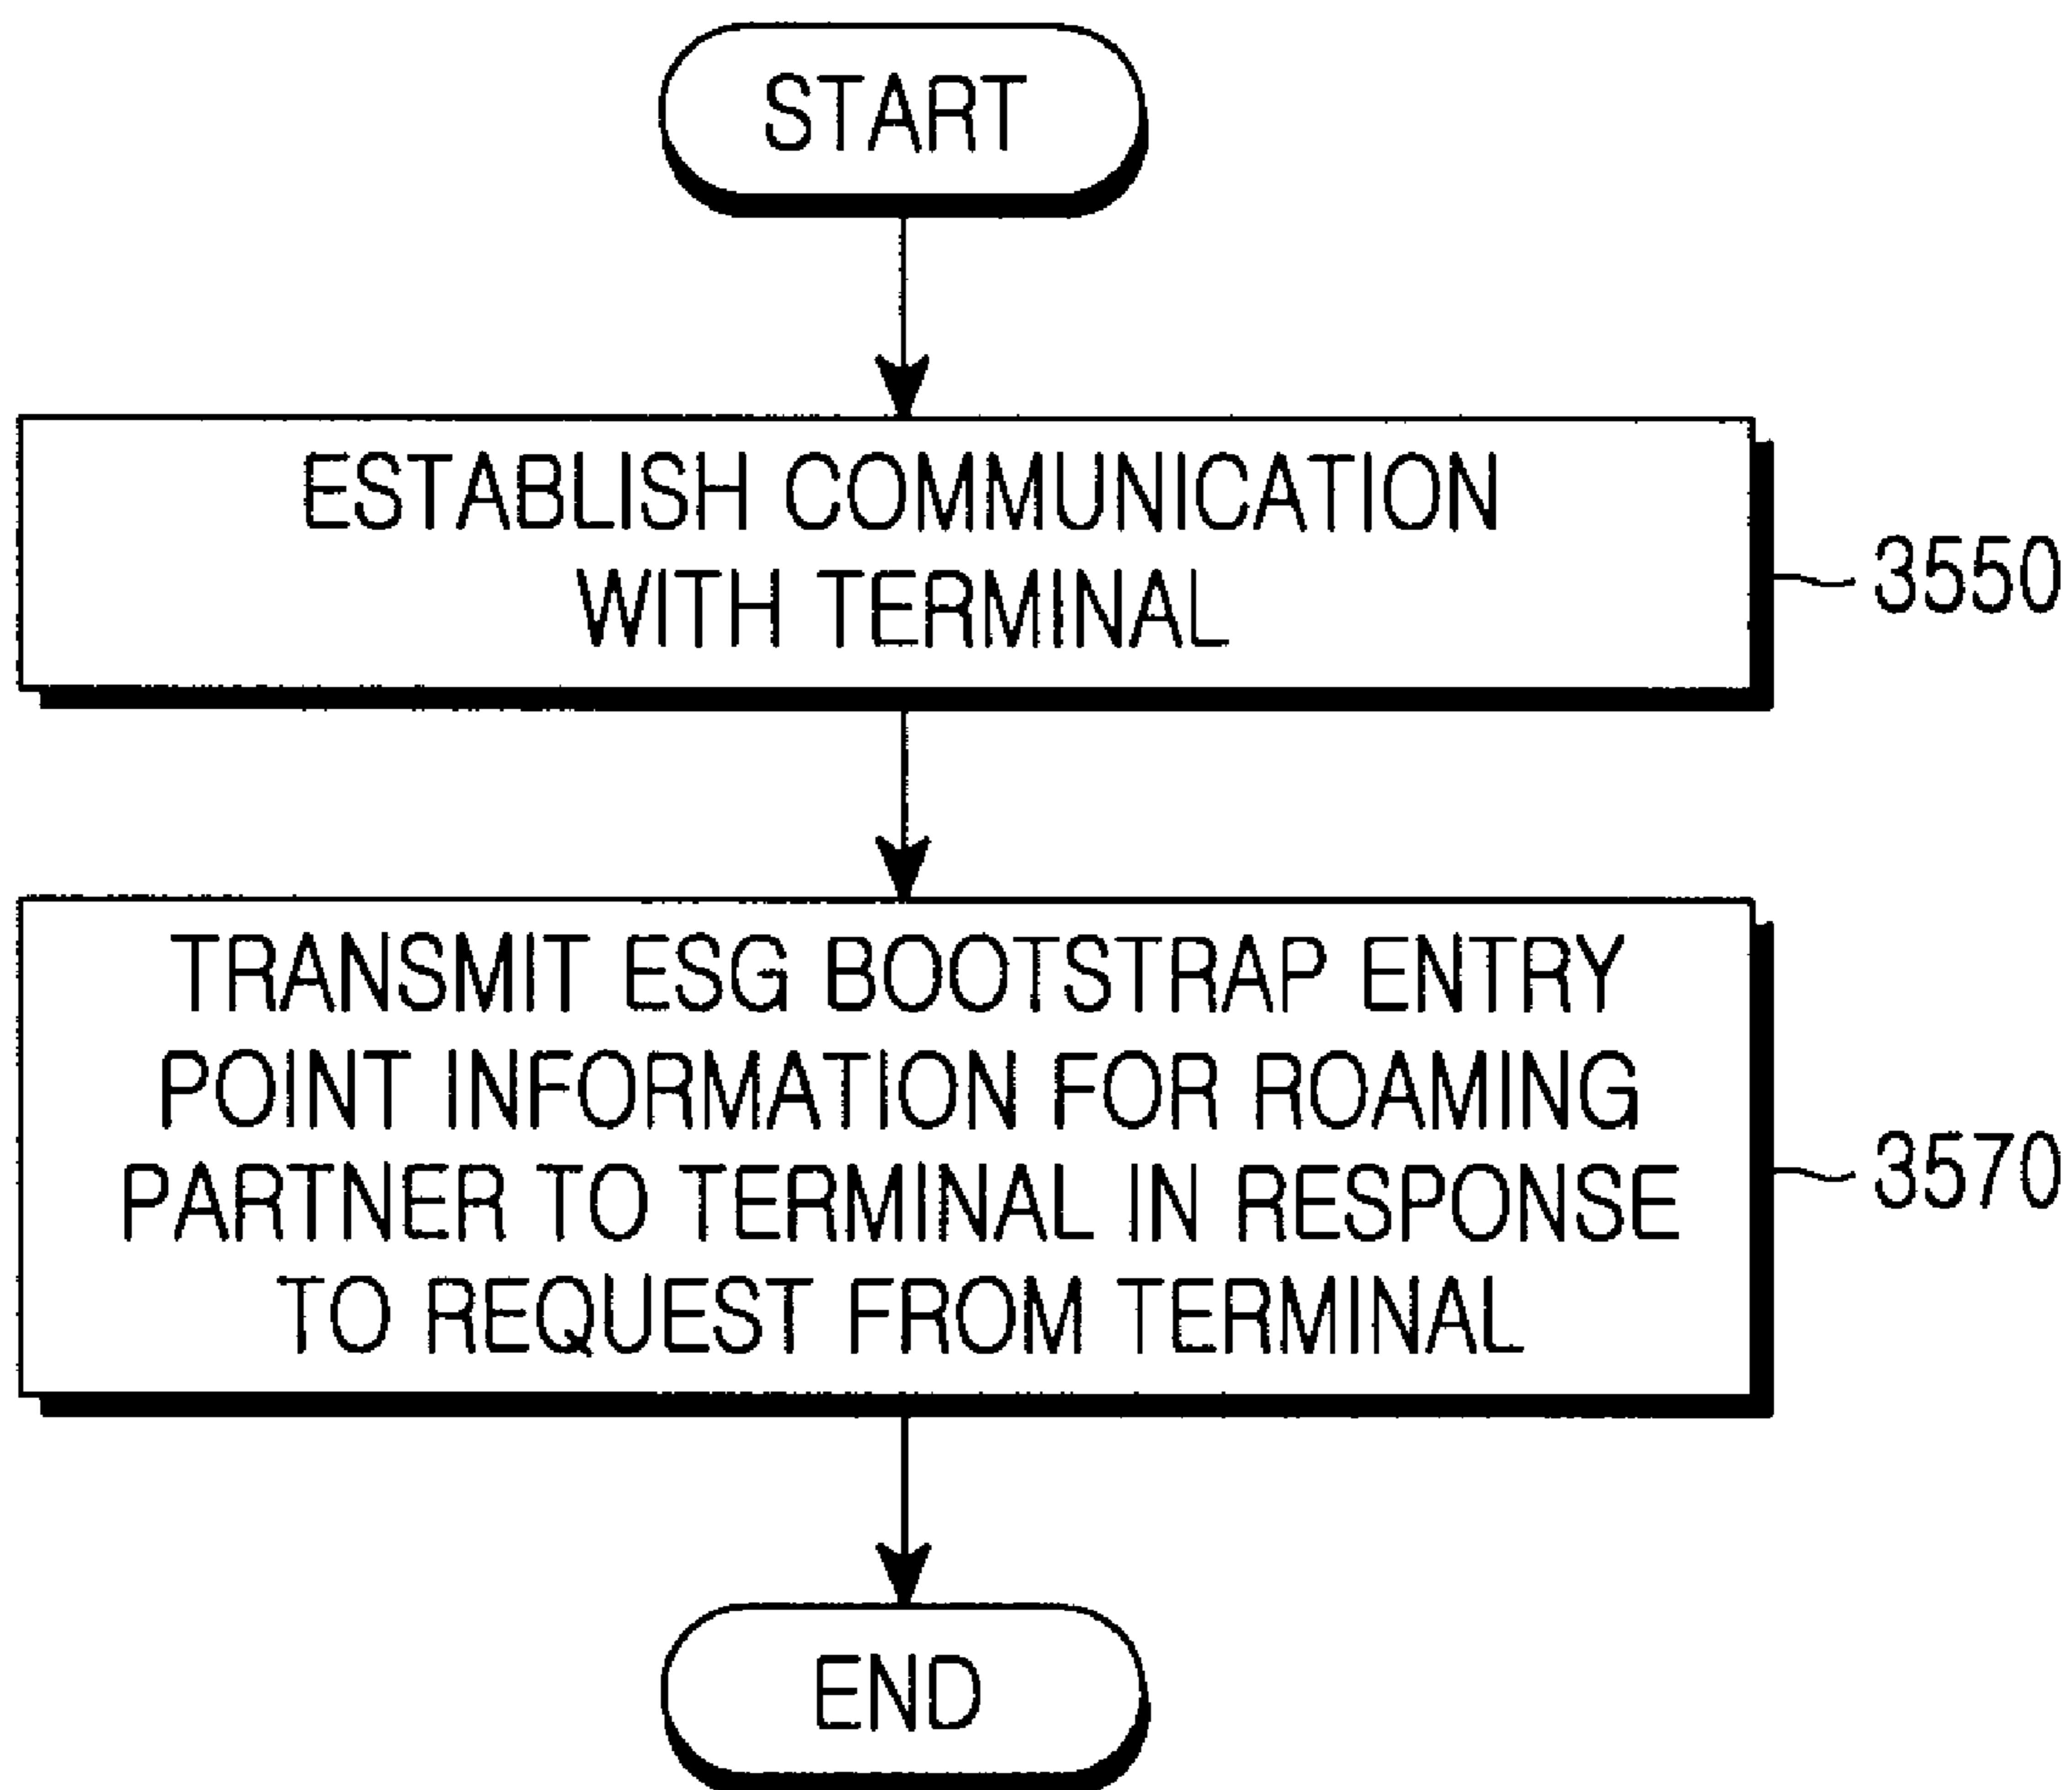 START
ESTABLISH COMMUNICATION
WITH TERMINAL
3550
TRANSMIT ESG BOOTSTRAP ENTRY
POINT INFORMATION FOR ROAMING
PARTNER TO TERMINAL IN RESPONSE
TO REQUEST FROM TERMINAL
3570
END